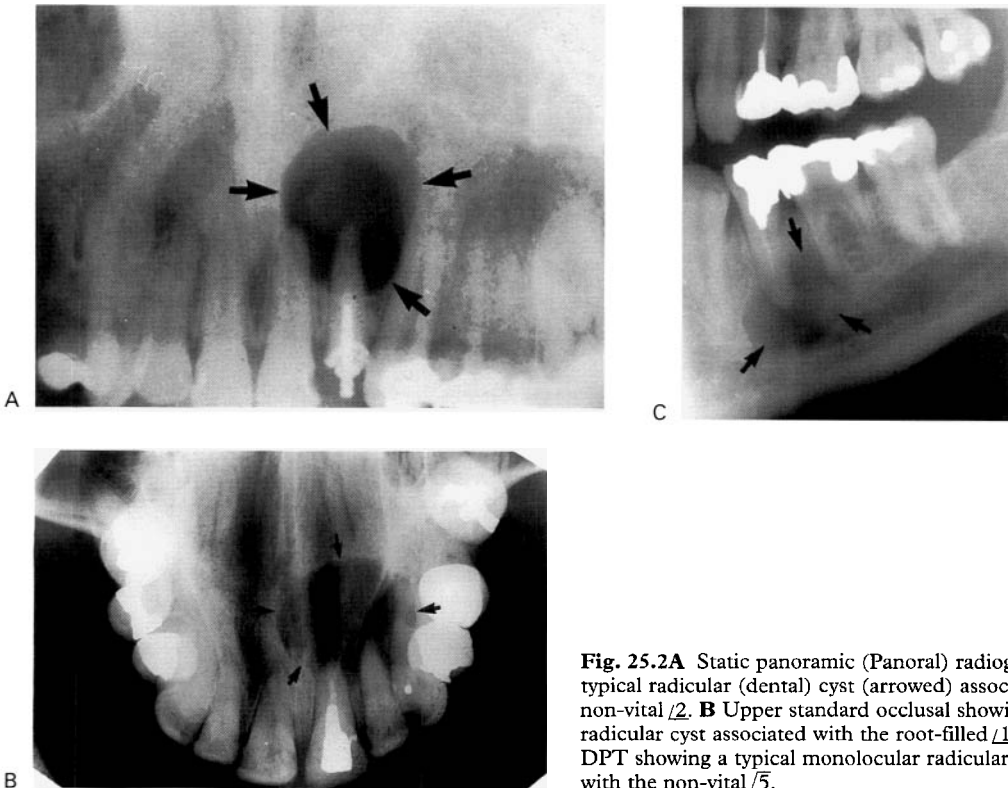 A
C
B
Fig. 25.2A Static panoramic (Panoral) radiog
typical radicular (dental) cyst (arrowed) assoc
non-vital /2. B Upper standard occlusal showi
radicular cyst associated with the root-filled /1
DPT showing a typical monolocular radicular
with the non-vital /5.